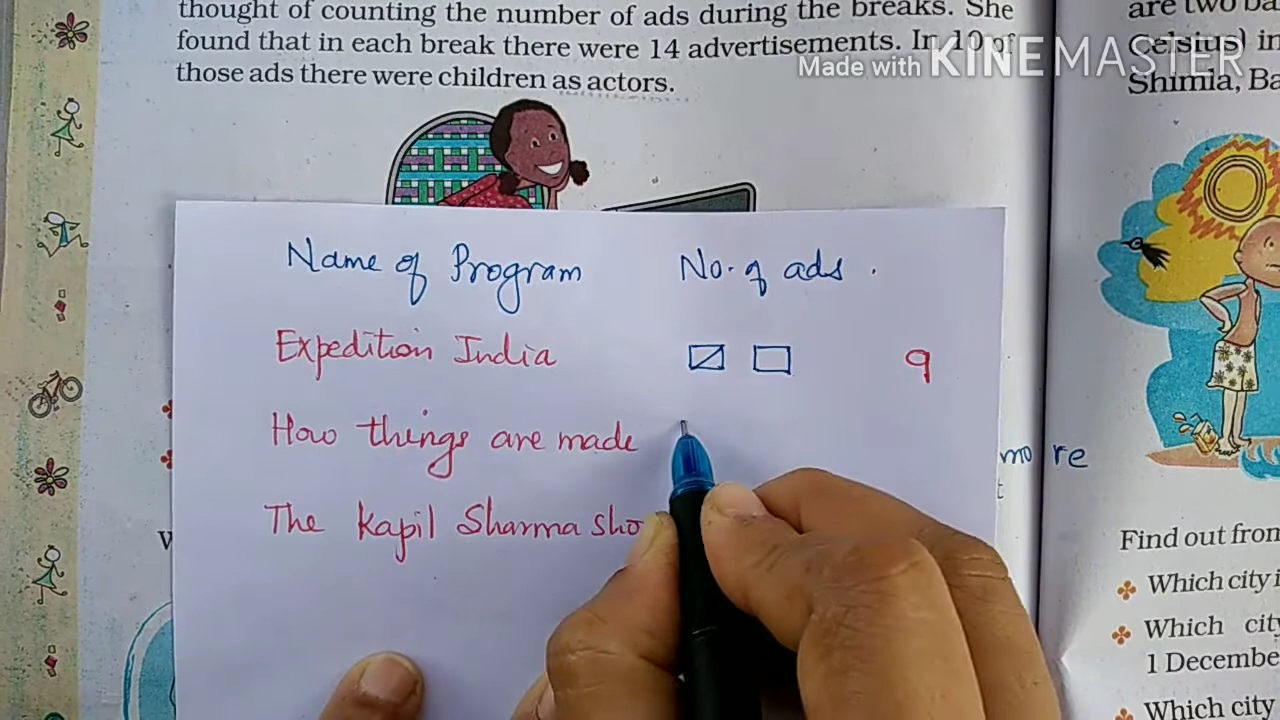 thought of counting the number of ads during the breaks. She
found that in each break there were 14 advertisements. In 10 of
those ads there were children as actors.
Made with KINEMASTER
Name of Program No. of ads.
Expedition India 9
How things are made
The Kapil Sharma sho
more
t
W
are two ba
Celsius) in
Shimla, Ba
Find out from
Which city i
Which city
1 Decembe
Which city